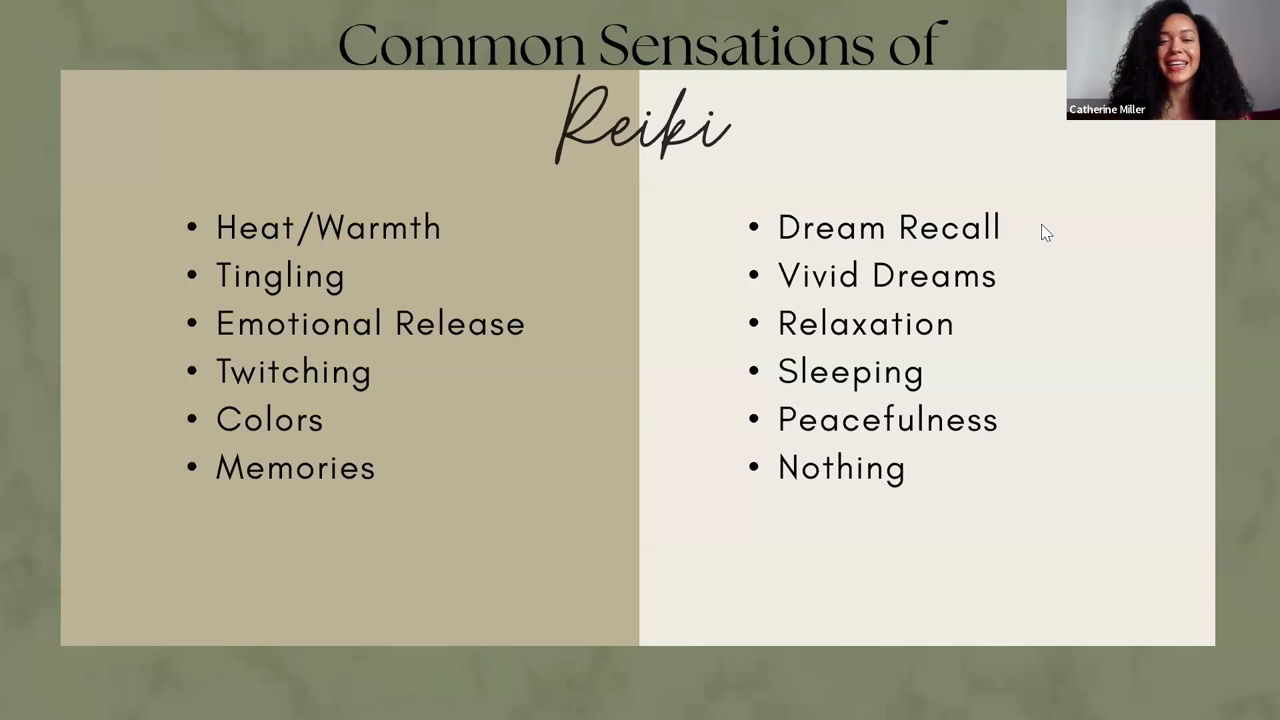 Common Sensations of
Reiki
Catherine Miller
• Heat/Warmth
• Tingling
• Emotional Release
• Twitching
• Colors
• Memories
• Dream Recall
• Vivid Dreams
• Relaxation
• Sleeping
• Peacefulness
• Nothing